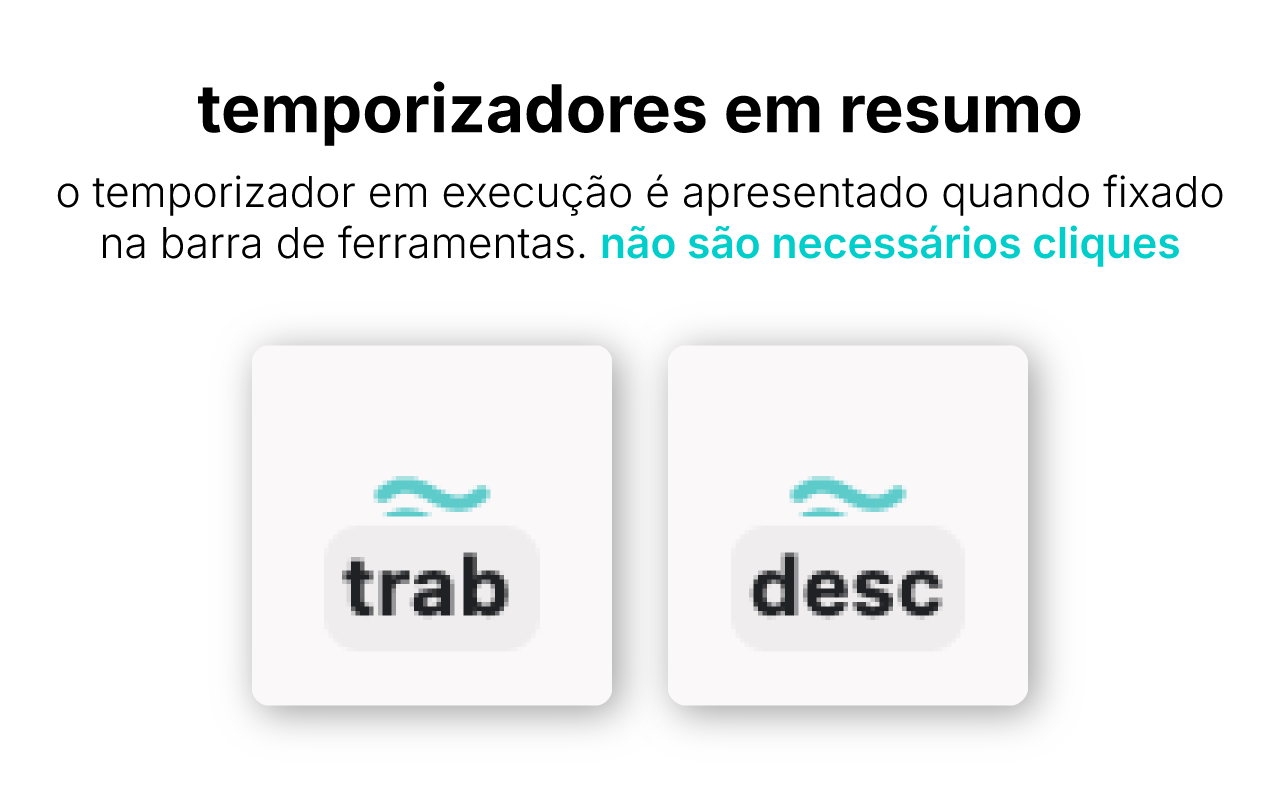 temporizadores em resumo
o temporizador em execução é apresentado quando fixado
na barra de ferramentas. não são necessários cliques
trab
desc